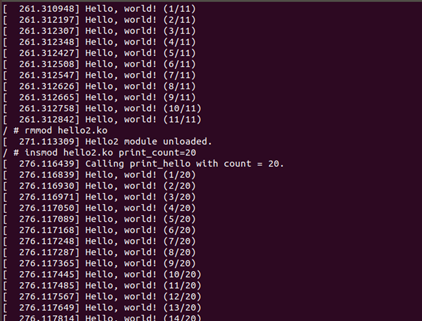 [  261.310948] Hello, world! (1/11)
[  261.312197] Hello, world! (2/11)
[  261.312307] Hello, world! (3/11)
[  261.312348] Hello, world! (4/11)
[  261.312427] Hello, world! (5/11)
[  261.312508] Hello, world! (6/11)
[  261.312547] Hello, world! (7/11)
[  261.312626] Hello, world! (8/11)
[  261.312665] Hello, world! (9/11)
[  261.312758] Hello, world! (10/11)
[  261.312842] Hello, world! (11/11)
/ # rmmod hello2.ko
[  271.113309] Hello2 module unloaded.
/ # insmod hello2.ko print_count=20
[  276.116439] Calling print_hello with count = 20.
[  276.116839] Hello, world! (1/20)
[  276.116930] Hello, world! (2/20)
[  276.116971] Hello, world! (3/20)
[  276.117050] Hello, world! (4/20)
[  276.117089] Hello, world! (5/20)
[  276.117168] Hello, world! (6/20)
[  276.117248] Hello, world! (7/20)
[  276.117287] Hello, world! (8/20)
[  276.117365] Hello, world! (9/20)
[  276.117445] Hello, world! (10/20)
[  276.117485] Hello, world! (11/20)
[  276.117567] Hello, world! (12/20)
[  276.117649] Hello, world! (13/20)
[  276.117814] Hello, world! (14/20)